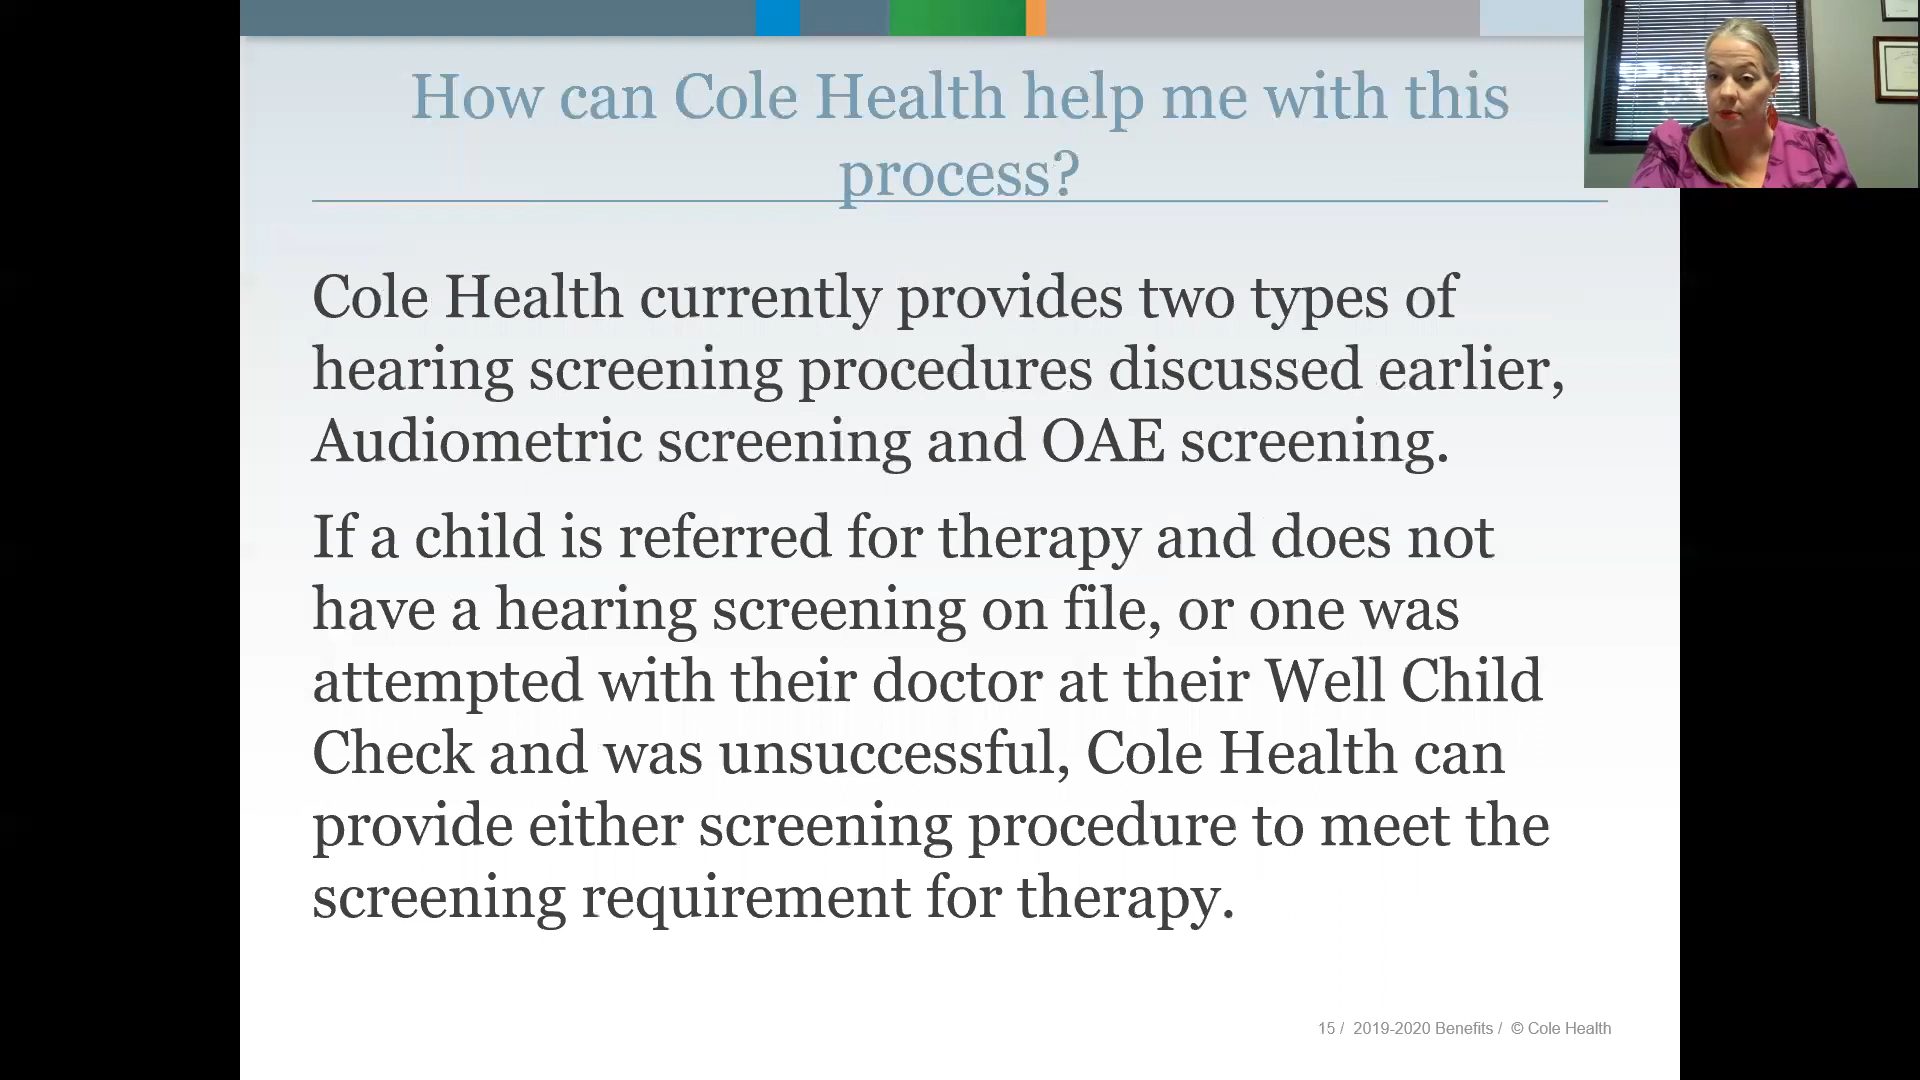 How can Cole Health help me with this
process?
Cole Health currently provides two types of
hearing screening procedures discussed earlier,
Audiometric screening and OAE screening.
If a child is referred for therapy and does not
have a hearing screening on file, or one was
attempted with their doctor at their Well Child
Check and was unsuccessful, Cole Health can
provide either screening procedure to meet the
screening requirement for therapy.
15 / 2019-2020 Benefits / © Cole Health